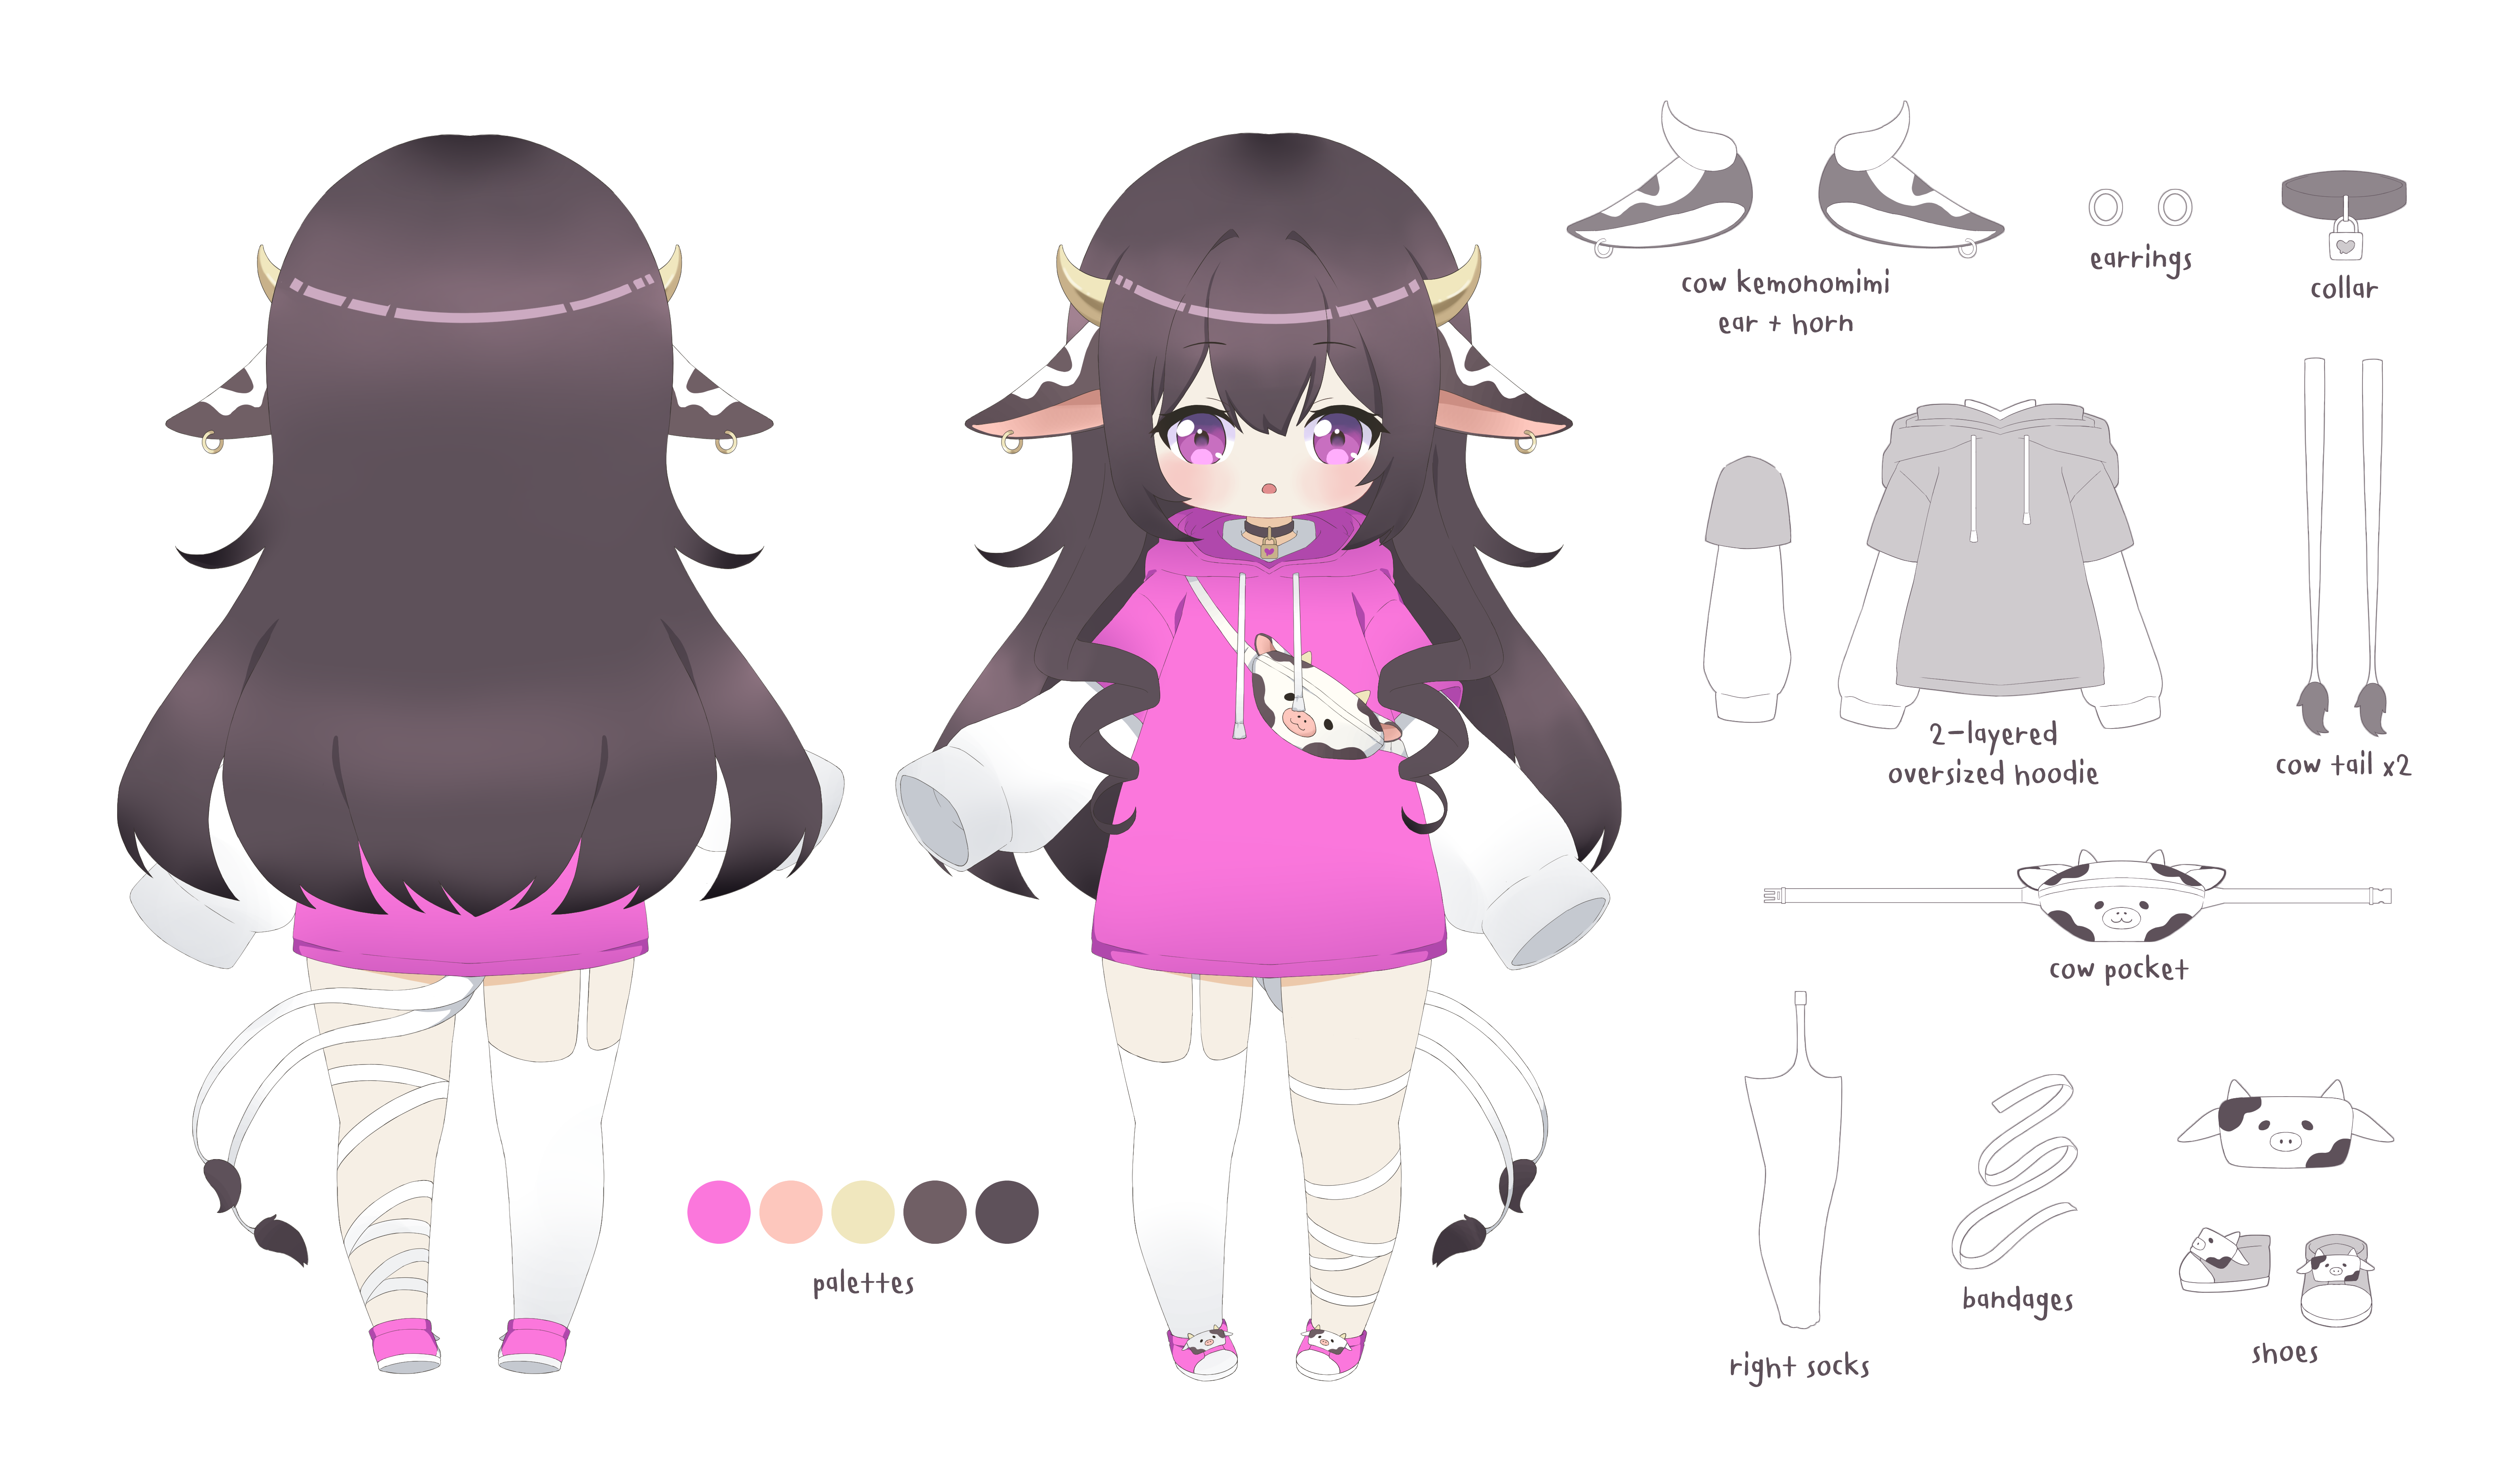 cow kemonomimi
ear + horn
earrings
collar
2-layered
oversized hoodie
cow tail x2
cow pocket
palettes
right socks
bandages
shoes